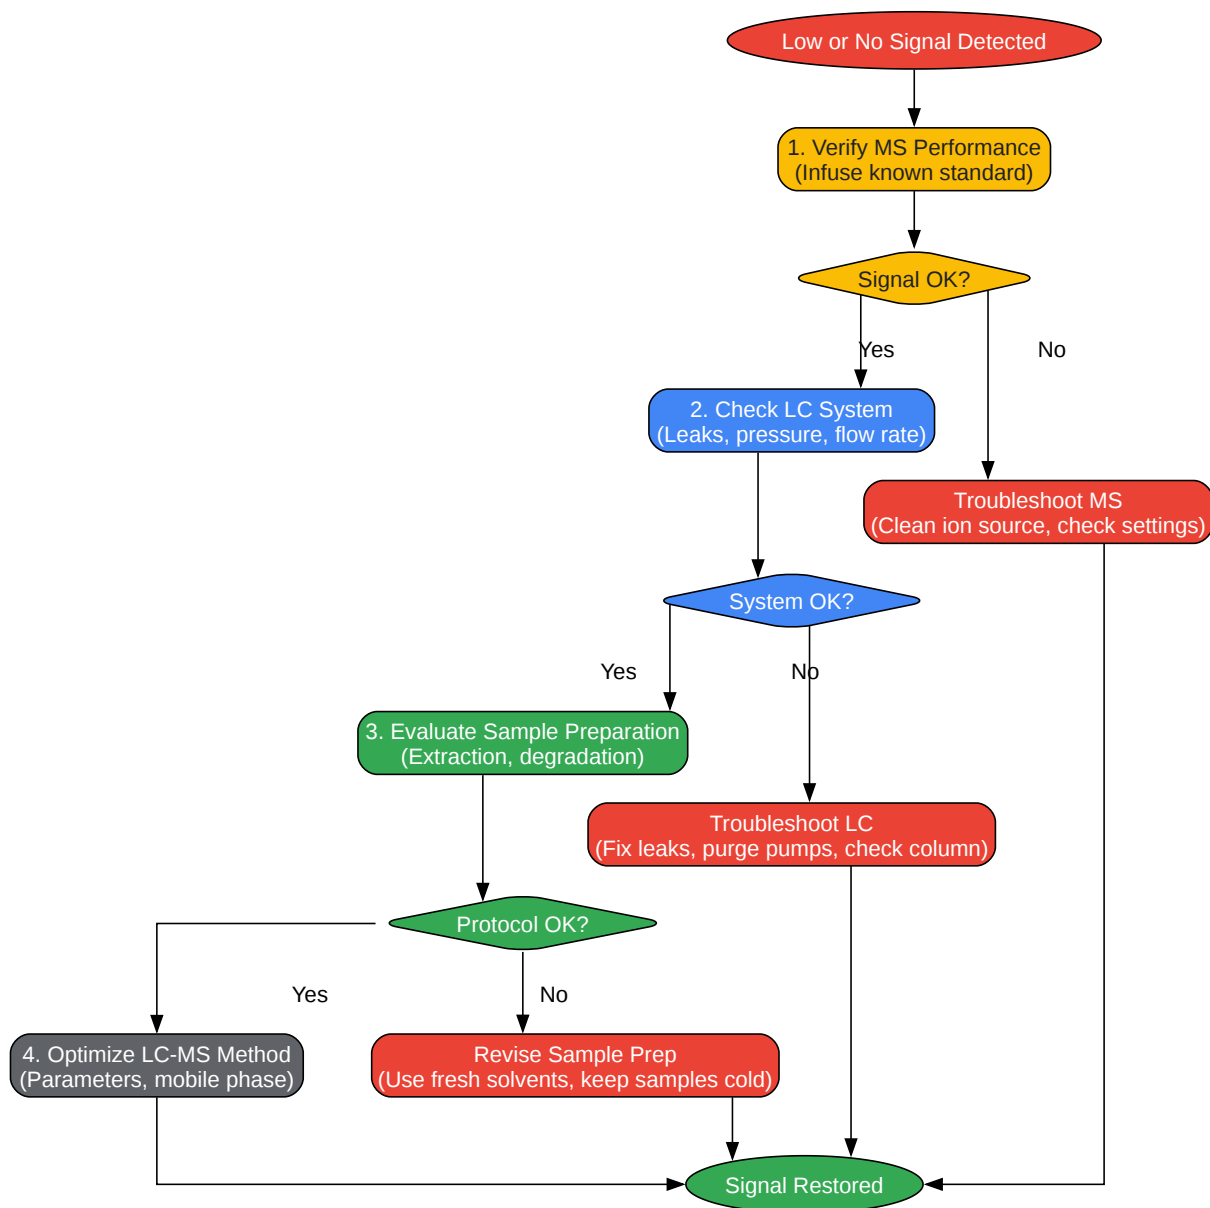 Low or No Signal Detected
1. Verify MS Performance
(Infuse known standard)
Signal OK?
Yes
No
2. Check LC System
(Leaks, pressure, flow rate)
Troubleshoot MS
(Clean ion source, check settings)
System OK?
Yes
No
3. Evaluate Sample Preparation
(Extraction, degradation)
Troubleshoot LC
(Fix leaks, purge pumps, check column)
Protocol OK?
Yes
No
4. Optimize LC-MS Method
(Parameters, mobile phase)
Revise Sample Prep
(Use fresh solvents, keep samples cold)
Signal Restored